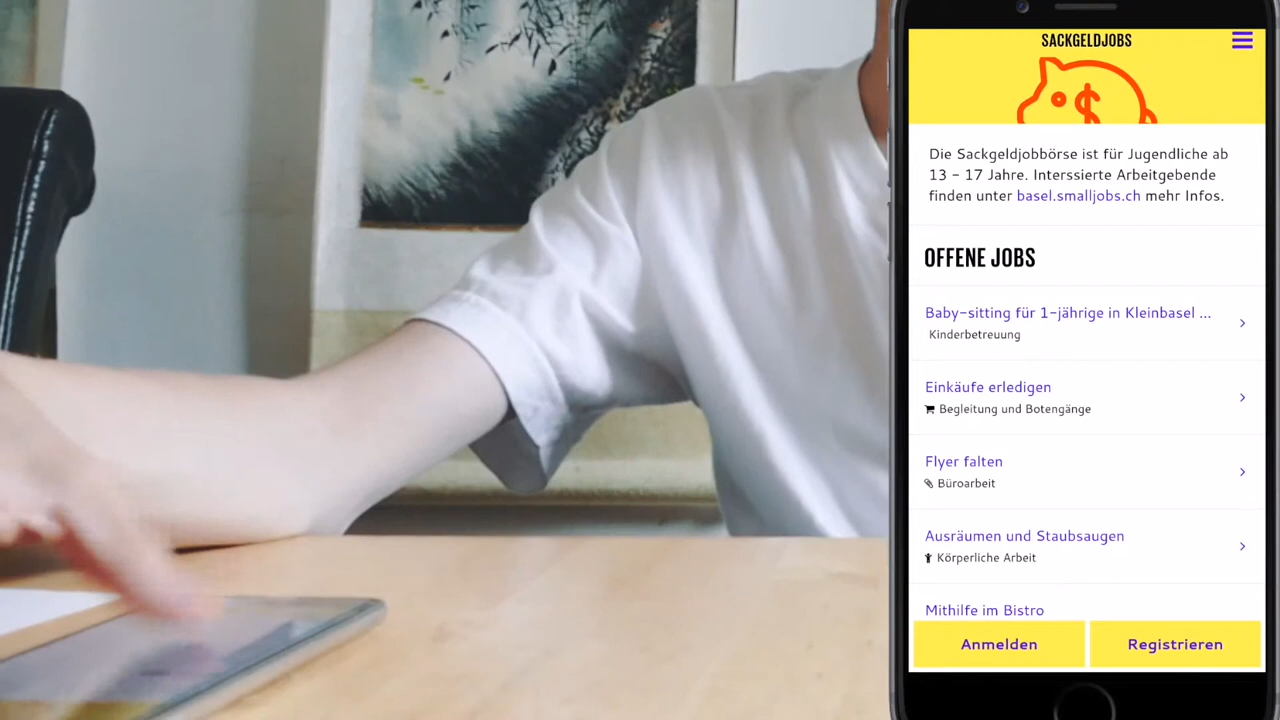 SACKGELDJOBS
Die Sackgeldjobbörse ist für Jugendliche ab
13 - 17 Jahre. Interssierte Arbeitgebende
finden unter basel.smalljobs.ch mehr Infos.
OFFENE JOBS
Baby-sitting für 1-jährige in Kleinbasel ...
Kinderbetreuung
Einkäufe erledigen
Begleitung und Botengänge
Flyer falten
Büroarbeit
Ausräumen und Staubsaugen
Körperliche Arbeit
Mithilfe im Bistro
Anmelden
Registrieren